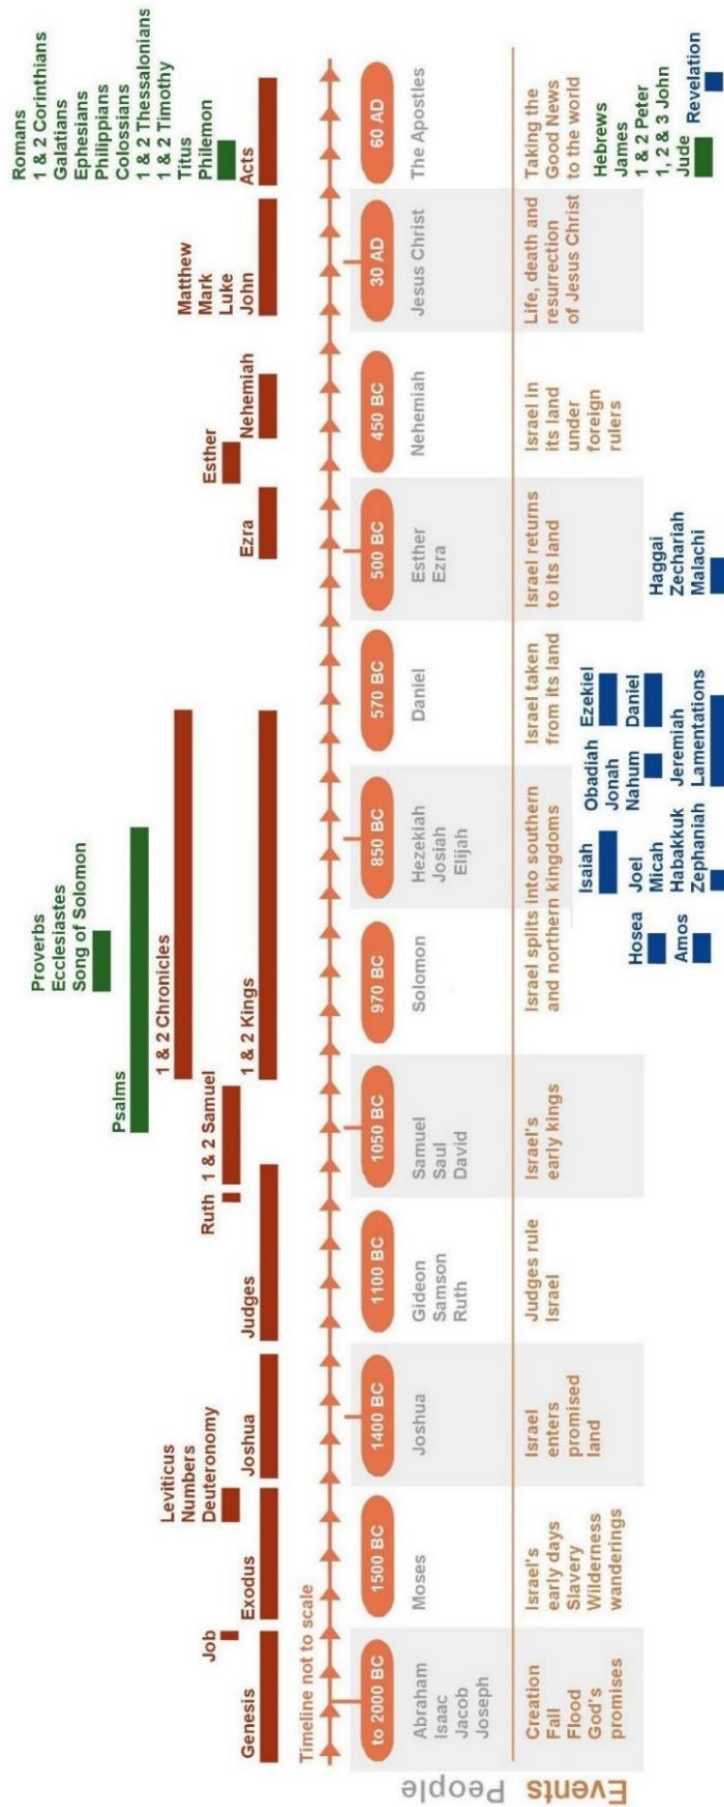 Romans
1 & 2 Corinthians
Galatians
Ephesians
Philippians
Colossians
1 & 2 Thessalonians
1 & 2 Timothy
Titus
Philemon
Acts
Matthew
Mark
Luke
John
Esther
Nehemiah
Ezra
Proverbs
Ecclesiastes
Song of Solomon
Psalms
1 & 2 Chronicles
1 & 2 Kings
1 & 2 Samuel
Ruth
Judges
Leviticus
Numbers
Deuteronomy
Joshua
Exodus
Job
Genesis
Timeline not to scale
to 2000 BC
1500 BC
1400 BC
1100 BC
1050 BC
970 BC
850 BC
570 BC
500 BC
450 BC
30 AD
60 AD
People
Abraham
Isaac
Jacob
Joseph
Moses
Joshua
Gideon
Samson
Ruth
Samuel
Saul
David
Solomon
Hezekiah
Josiah
Elijah
Daniel
Esther
Ezra
Nehemiah
Jesus Christ
The Apostles
Events
Creation
Fall
Flood
God's
promises
Israel's
early days
Slavery
Wilderness
wanderings
Israel
enters
promised
land
Judges rule
Israel
Israel's
early kings
Israel splits into southern
and northern kingdoms
Israel taken
from its land
Israel returns
to its land
Israel in
its land
under
foreign
rulers
Life, death and
resurrection
of Jesus Christ
Taking the
Good News
to the world
Hosea
Amos
Isaiah
Joel
Micah
Habakkuk
Zephaniah
Obadiah
Jonah
Nahum
Jeremiah
Lamentations
Ezekiel
Daniel
Haggai
Zechariah
Malachi
Hebrews
James
1 & 2 Peter
1, 2 & 3 John
Jude
Revelation